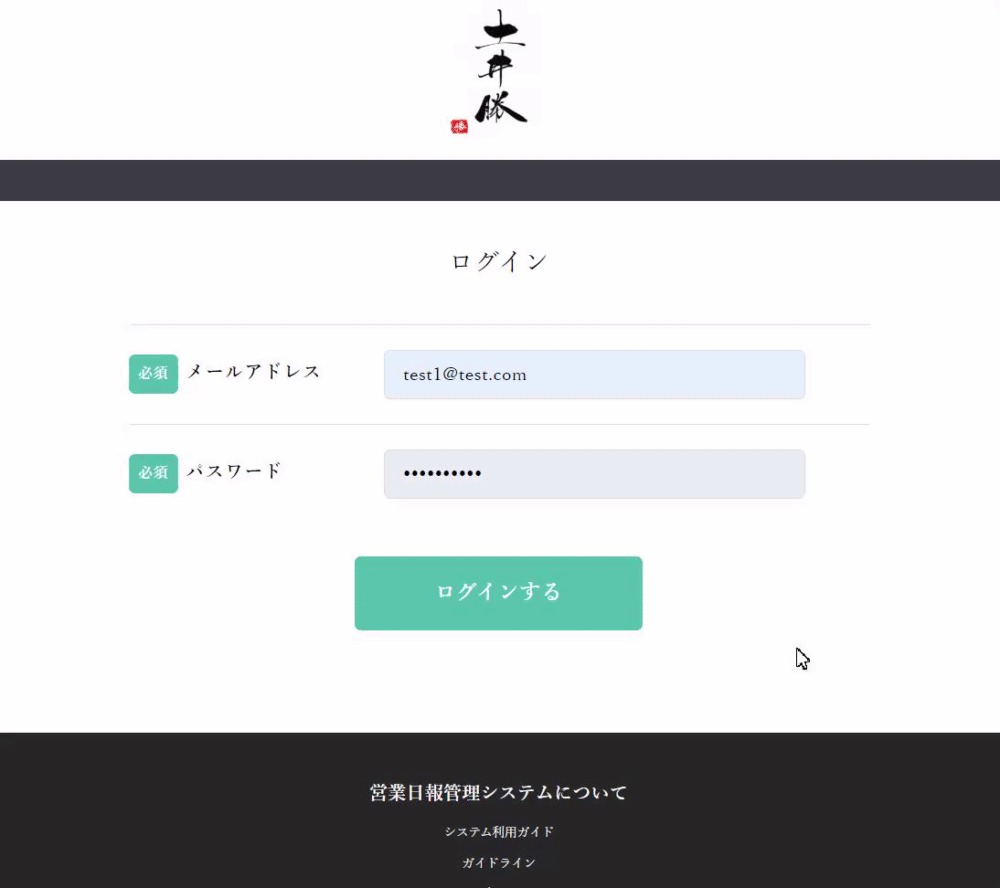 土井勝
ログイン
必須 メールアドレス test1@test.com
必須 パスワード ••••••••••
ログインする
営業日報管理システムについて
システム利用ガイド
ガイドライン